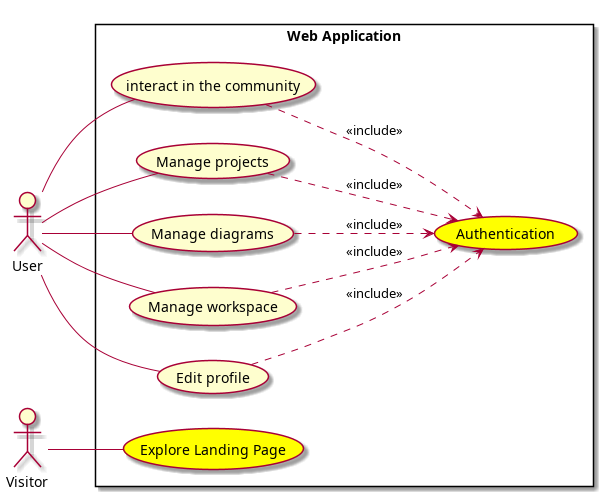 Web Application
interact in the community
«include»
Manage projects
«include»
Manage diagrams
«include»
Authentication
«include»
User
Manage workspace
«include»
Edit profile
Explore Landing Page
Visitor